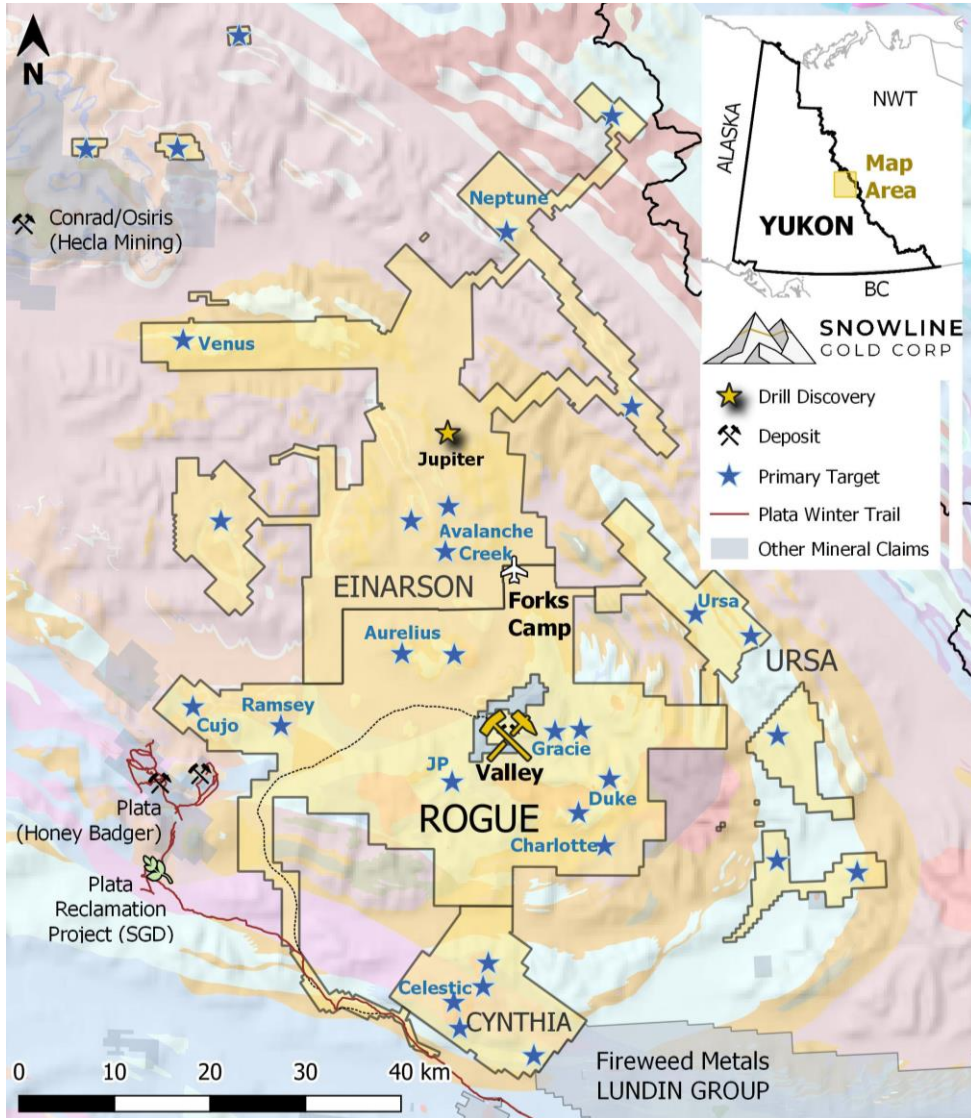 N
Conrad/Osiris
(Hecla Mining)
Neptune
Venus
Jupiter
Avalanche
Creek
EINARSON
Forks
Camp
Aurelius
Ursa
URSA
Cujo
Ramsey
Gracie
Valley
JP
Duke
ROGUE
Charlotte
Plata
(Honey Badger)
Plata
Reclamation
Project (SGD)
Celestic
CYNTHIA
Fireweed Metals
LUNDIN GROUP
0 10 20 30 40 km
ALASKA
NWT
Map
Area
YUKON
BC
SNOWLINE
GOLD CORP
Drill Discovery
Deposit
Primary Target
Plata Winter Trail
Other Mineral Claims